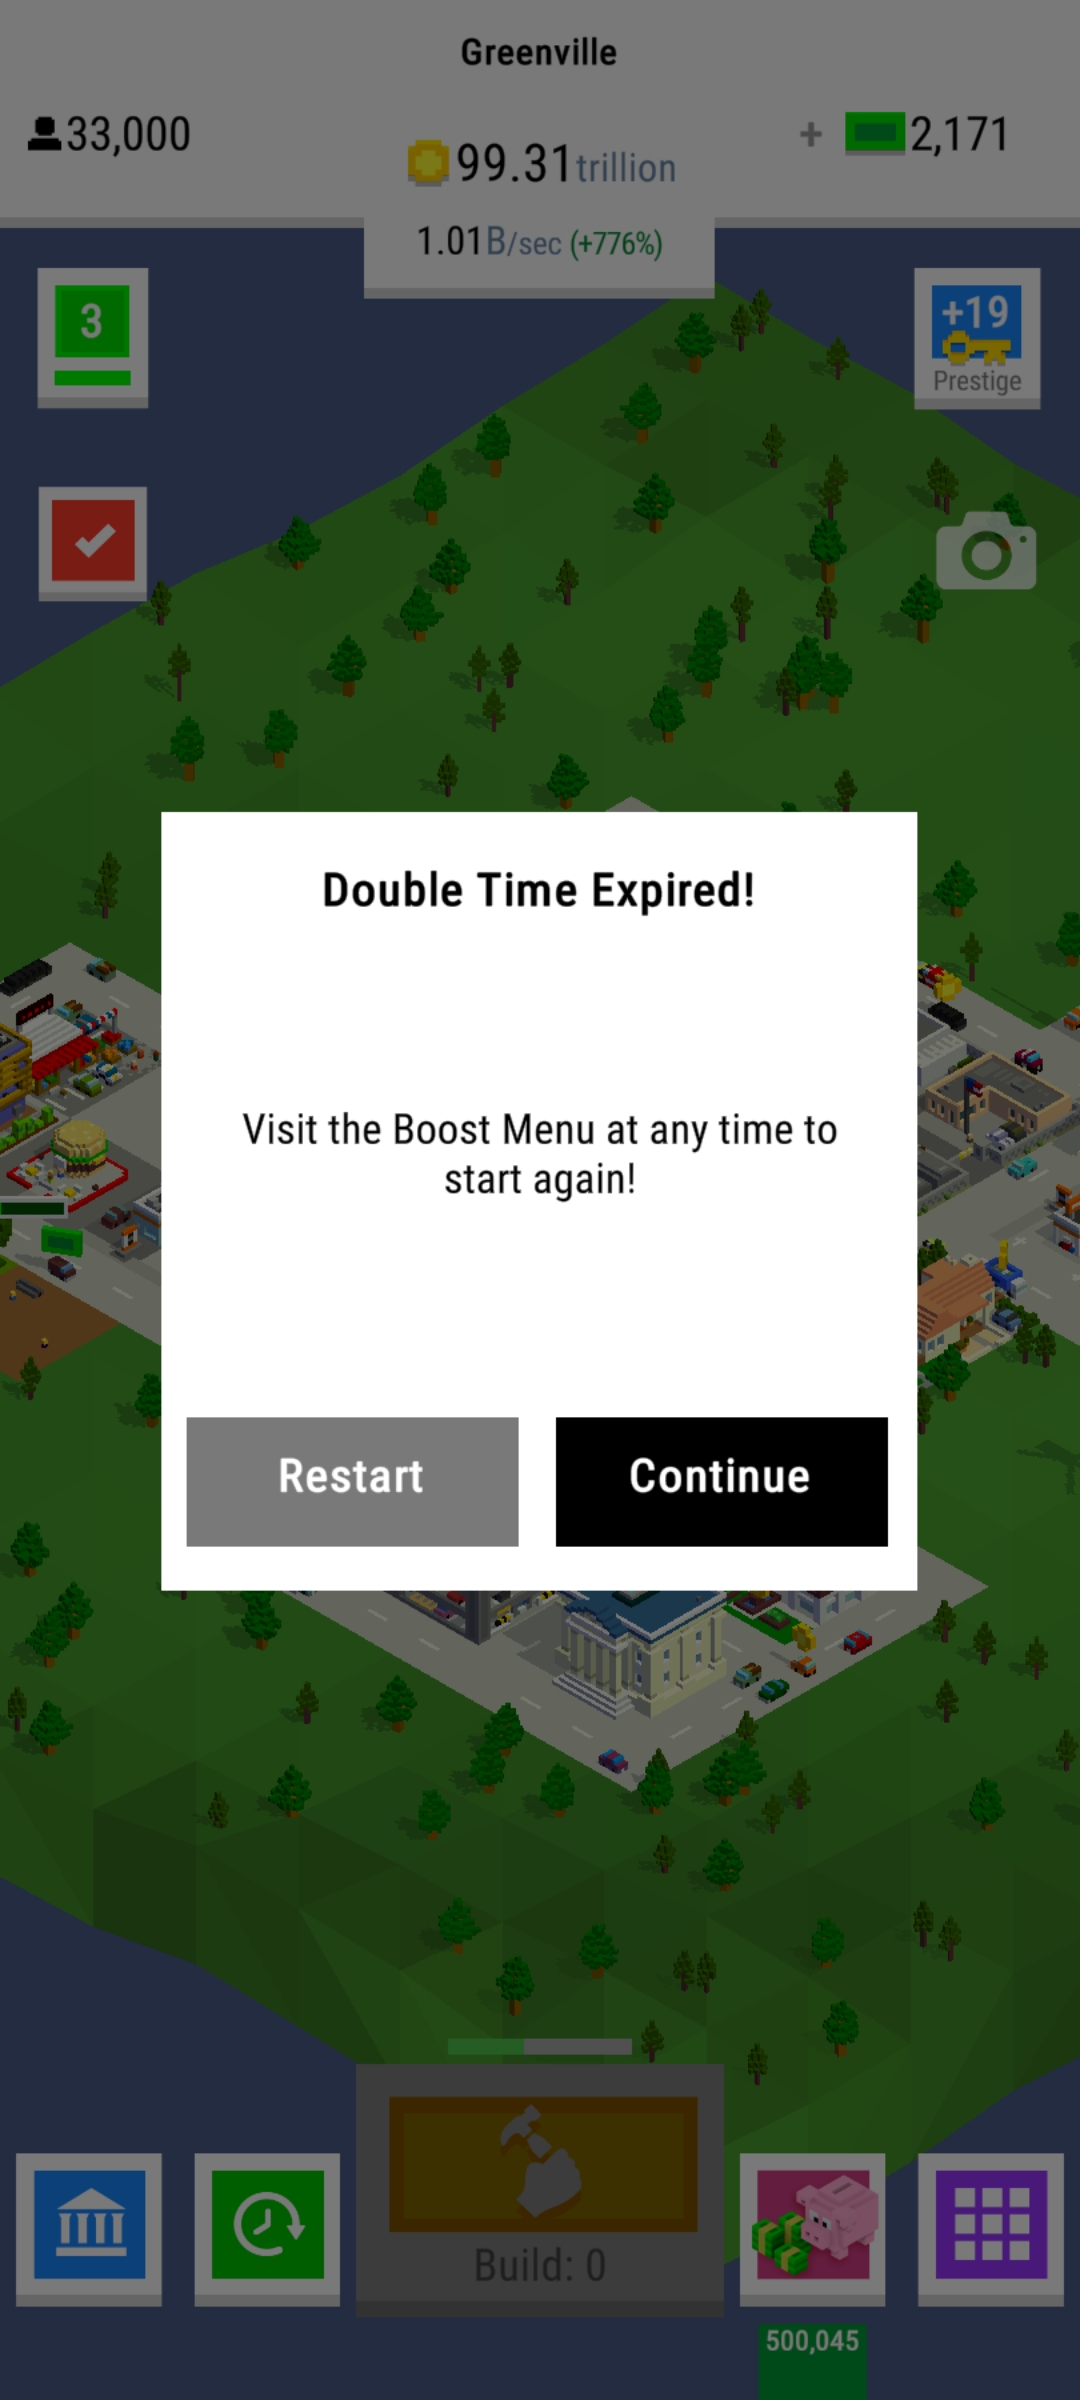 Greenville
33,000
99.31trillion
+ 2,171
1.01B/sec (+776%)
3
+19
Prestige
Double Time Expired!
Visit the Boost Menu at any time to
start again!
Restart
Continue
Build: 0
500,045